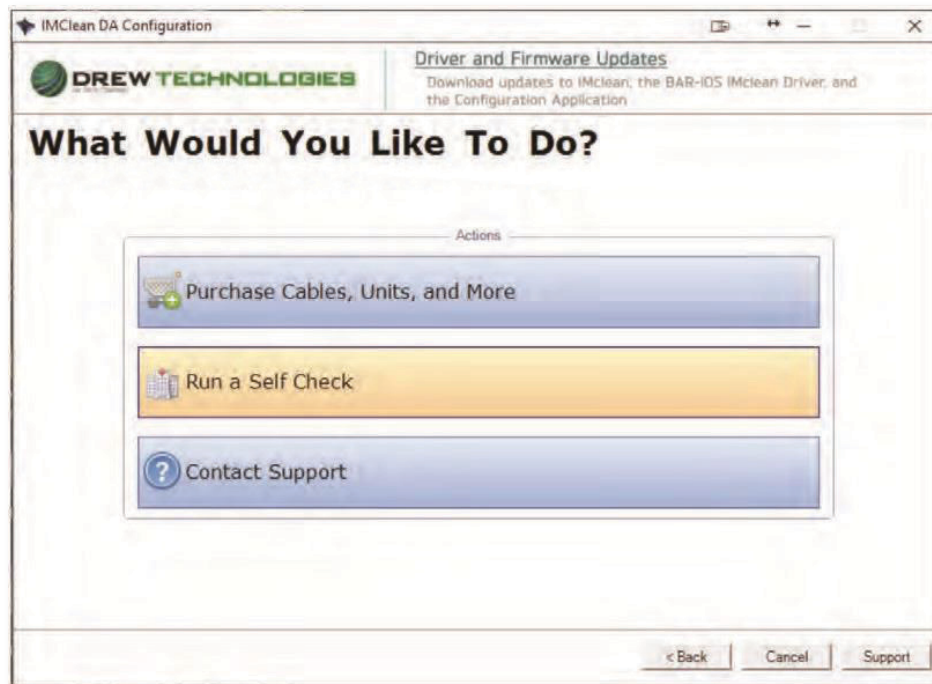 IMClean DA Configuration
DREW TECHNOLOGIES
Driver and Firmware Updates
Download updates to IMclean, the BAR-IOS IMclean Driver, and
the Configuration Application
What Would You Like To Do?
Actions
Purchase Cables, Units, and More
Run a Self Check
Contact Support
< Back
Cancel
Support